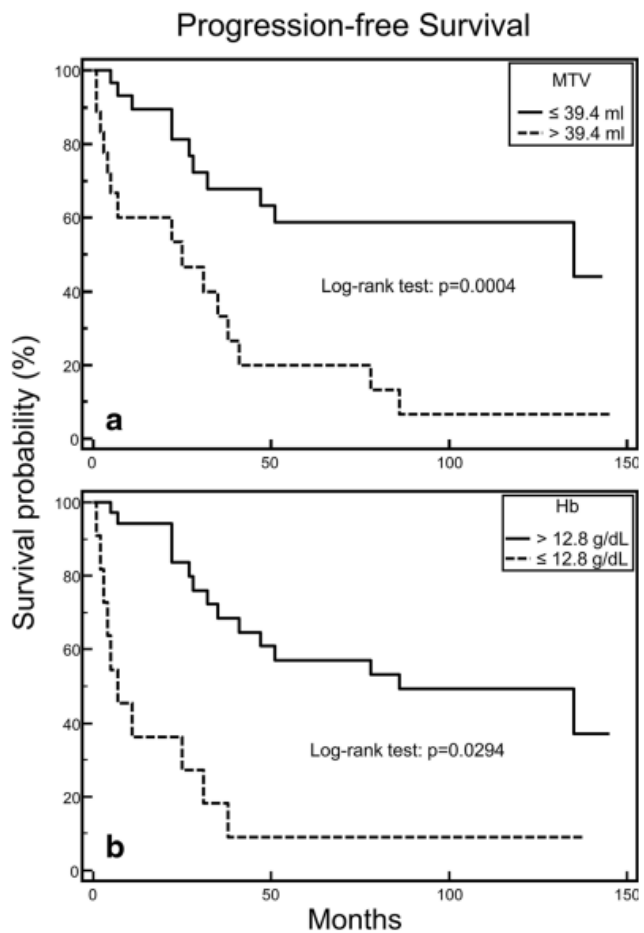 Progression-free Survival
Survival probability (%)
100
80
60
40
20
0
MTV
≤ 39.4 ml
> 39.4 ml
Log-rank test: p=0.0004
a
0
50
100
150
100
80
60
40
20
0
Hb
> 12.8 g/dL
≤ 12.8 g/dL
Log-rank test: p=0.0294
b
0
50
100
150
Months